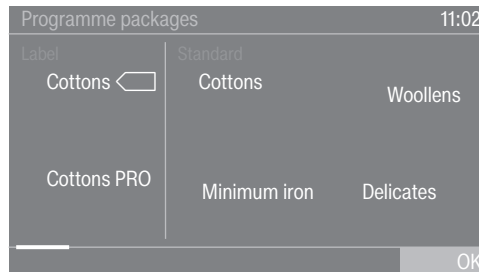 Programme packages 11:02
Label Standard
Cottons Cottons Woollens
Cottons PRO Minimum iron Delicates
OK